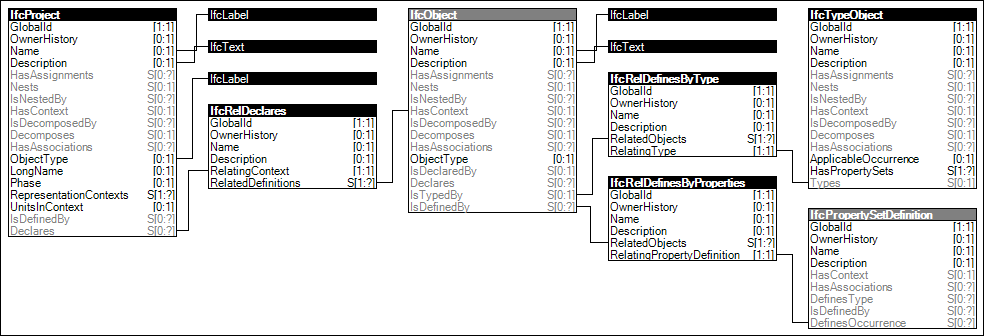 IfcProject
GlobalId [1:1]
OwnerHistory [0:1]
Name [0:1]
Description [0:1]
HasAssignments S[0:?]
Nests S[0:1]
IsNestedBy S[0:?]
HasContext S[0:1]
IsDecomposedBy S[0:?]
Decomposes S[0:1]
HasAssociations S[0:?]
ObjectType [0:1]
LongName [0:1]
Phase [0:1]
RepresentationContexts S[1:?]
UnitsInContext [0:1]
IsDefinedBy S[0:?]
Declares S[0:?]
IfcLabel
IfcText
IfcLabel
IfcRelDeclares
GlobalId [1:1]
OwnerHistory [0:1]
Name [0:1]
Description [0:1]
RelatingContext [1:1]
RelatedDefinitions S[1:?]
IfcObject
GlobalId [1:1]
OwnerHistory [0:1]
Name [0:1]
Description [0:1]
HasAssignments S[0:?]
Nests S[0:1]
IsNestedBy S[0:?]
HasContext S[0:1]
IsDecomposedBy S[0:?]
Decomposes S[0:1]
HasAssociations S[0:?]
ObjectType [0:1]
IsDeclaredBy S[0:1]
Declares S[0:?]
IsTypedBy S[0:1]
IsDefinedBy S[0:?]
IfcLabel
IfcText
IfcRelDefinesByType
GlobalId [1:1]
OwnerHistory [0:1]
Name [0:1]
Description [0:1]
RelatedObjects S[1:?]
RelatingType [1:1]
IfcRelDefinesByProperties
GlobalId [1:1]
OwnerHistory [0:1]
Name [0:1]
Description [0:1]
RelatedObjects S[1:?]
RelatingPropertyDefinition [1:1]
IfcTypeObject
GlobalId [1:1]
OwnerHistory [0:1]
Name [0:1]
Description [0:1]
HasAssignments S[0:?]
Nests S[0:1]
IsNestedBy S[0:?]
HasContext S[0:1]
IsDecomposedBy S[0:?]
Decomposes S[0:1]
HasAssociations S[0:?]
ApplicableOccurrence [0:1]
HasPropertySets S[1:?]
Types S[0:1]
IfcPropertySetDefinition
GlobalId [1:1]
OwnerHistory [0:1]
Name [0:1]
Description [0:1]
HasContext S[0:1]
HasAssociations S[0:?]
DefinesType S[0:?]
IsDefinedBy S[0:?]
DefinesOccurrence S[0:?]